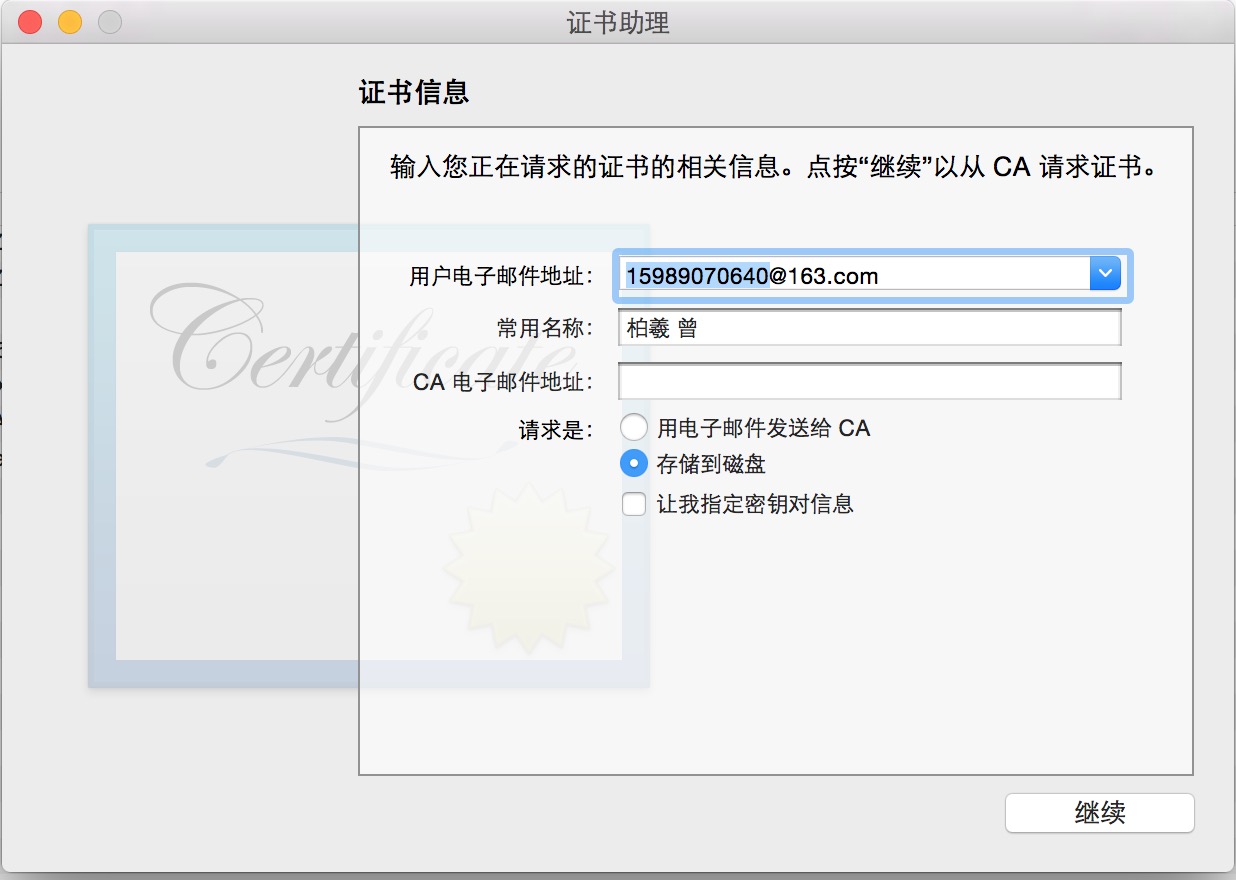 证书助理
证书信息
输入您正在请求的证书的相关信息。点按“继续”以从 CA 请求证书。
用户电子邮件地址： 15989070640@163.com
常用名称： 柏羲 曾
CA 电子邮件地址：
请求是： 用电子邮件发送给 CA
存储到磁盘
让我指定密钥对信息
Certificate
继续